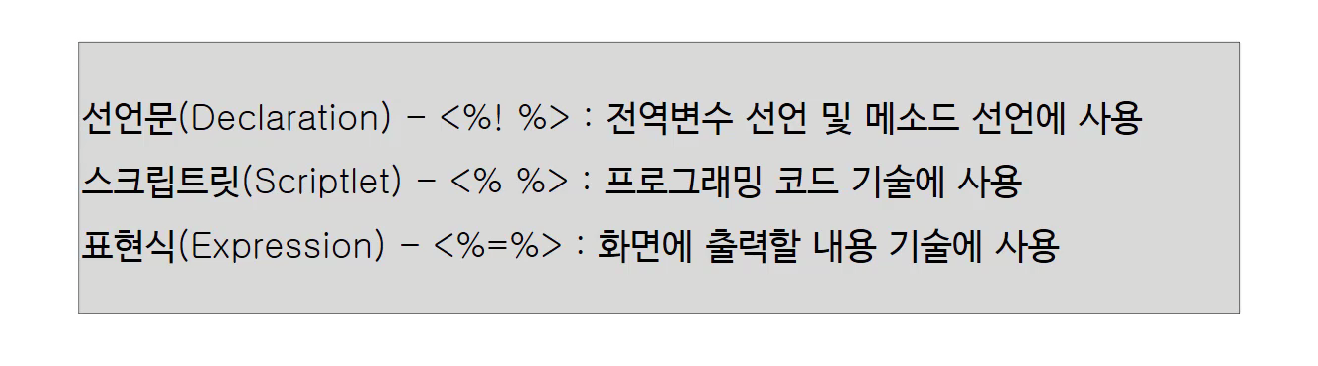 선언문(Declaration) - <%! %> : 전역변수 선언 및 메소드 선언에 사용
스크립트릿(Scriptlet) - <% %> : 프로그래밍 코드 기술에 사용
표현식(Expression) - <%=%> : 화면에 출력할 내용 기술에 사용